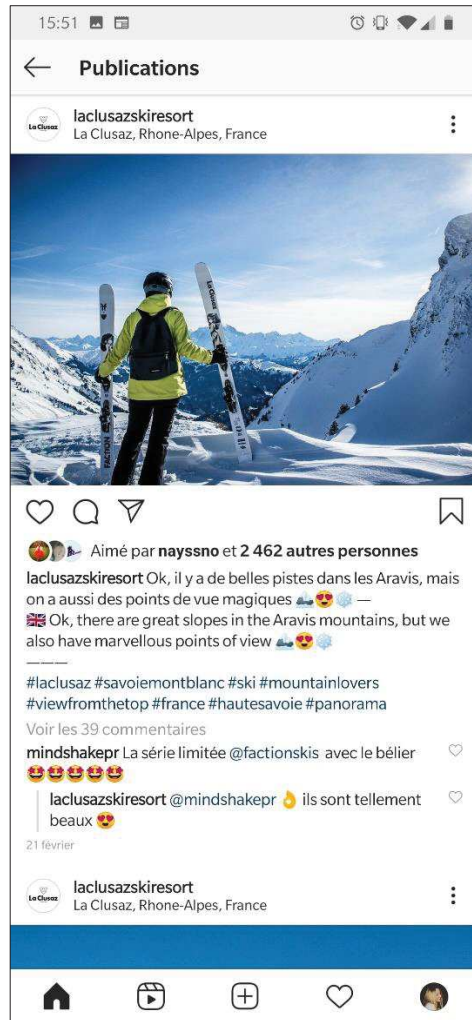 15:51
Publications
La Clusaz
laclusazskiresort
La Clusaz, Rhone-Alpes, France
FACTION
Aimé par nayssno et 2 462 autres personnes
laclusazskiresort Ok, il y a de belles pistes dans les Aravis, mais
on a aussi des points de vue magiques 🏔️😍❄️ —
🇬🇧 Ok, there are great slopes in the Aravis mountains, but we
also have marvellous points of view 🏔️😍❄️
———
#laclusaz #savoiemontblanc #ski #mountainlovers
#viewfromthetop #france #hautesavoie #panorama
Voir les 39 commentaires
mindshakepr La série limitée @factionskis avec le bélier
🤩🤩🤩🤩🤩
laclusazskiresort @mindshakepr 👌 ils sont tellement
beaux 😍
21 février
La Clusaz
laclusazskiresort
La Clusaz, Rhone-Alpes, France